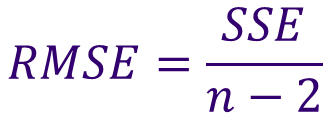 RMSE = SSE / n − 2